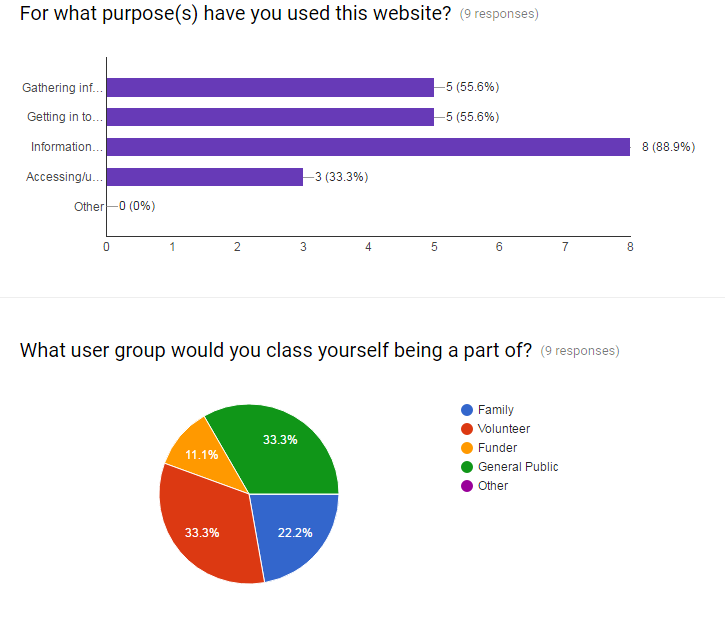 For what purpose(s) have you used this website? (9 responses)
Gathering inf... 5 (55.6%)
Getting in to... 5 (55.6%)
Information... 8 (88.9%)
Accessing/u... 3 (33.3%)
Other 0 (0%)
0 1 2 3 4 5 6 7 8
What user group would you class yourself being a part of? (9 responses)
33.3%
11.1%
33.3%
22.2%
Family
Volunteer
Funder
General Public
Other